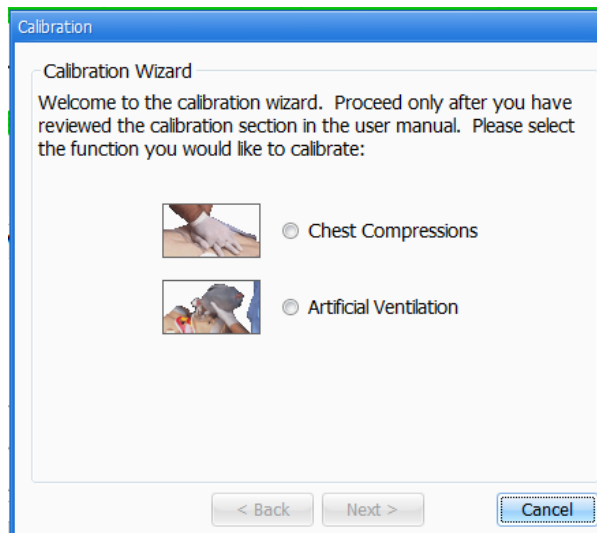 Calibration
Calibration Wizard
Welcome to the calibration wizard.  Proceed only after you have
reviewed the calibration section in the user manual.  Please select
the function you would like to calibrate:
Chest Compressions
Artificial Ventilation
< Back
Next >
Cancel